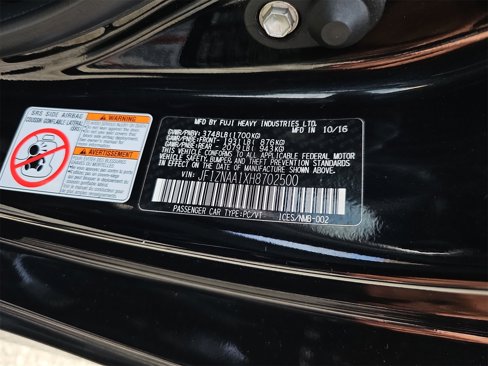 SRS SIDE AIRBAG
WARNING
AVERTISSEMENT
MFD BY FUJI HEAVY INDUSTRIES LTD.
MFD IN 10/16
GVWR/PNBV: 3748LB(1700KG)
GAWR/PNBE:FRONT- 1931LB( 876KG)
GAWR/PNBE:REAR - 2079LB( 943KG)
THIS VEHICLE CONFORMS TO ALL APPLICABLE FEDERAL MOTOR
VEHICLE SAFETY, BUMPER AND THEFT PREVENTION STANDARDS
IN EFFECT ON THE DATE OF MANUFACTURE SHOWN ABOVE.
VIN: JF1ZNAA1XH8702500
PASSENGER CAR TYPE:PC/VT ICES/NMB-002